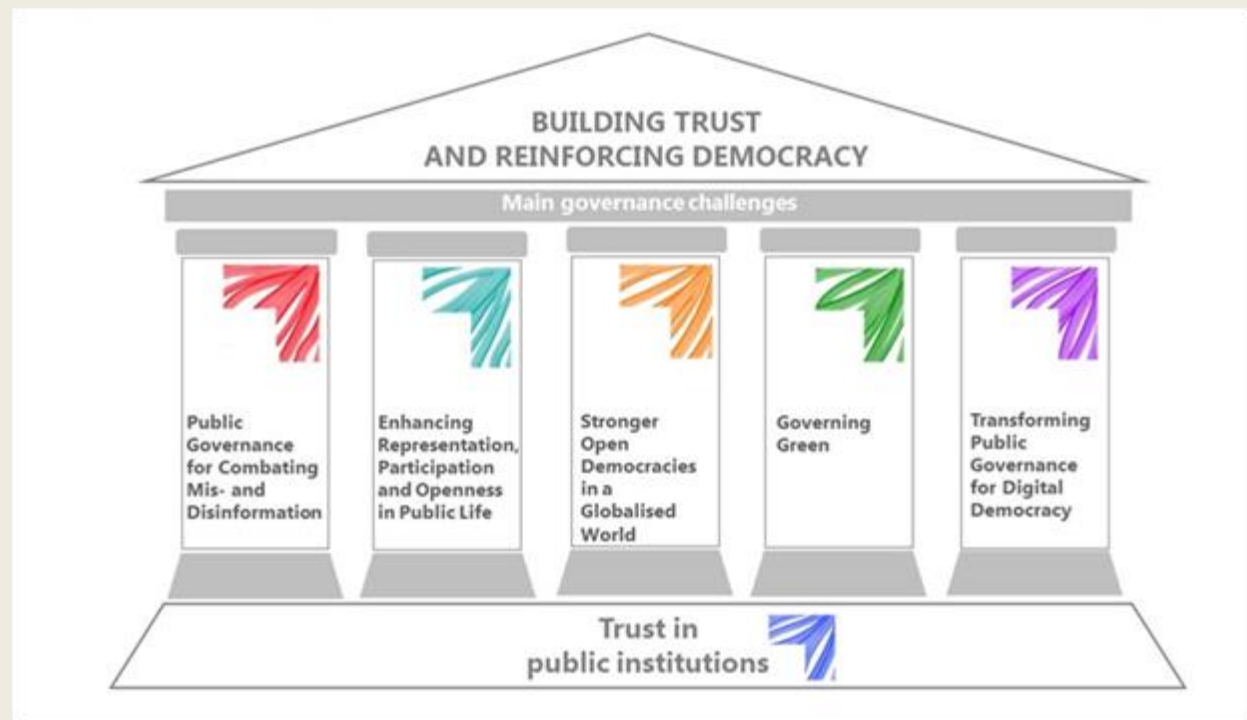 BUILDING TRUST
AND REINFORCING DEMOCRACY
Main governance challenges
Public
Governance
for Combating
Mis- and
Disinformation
Enhancing
Representation,
Participation
and Openness
in Public Life
Stronger
Open
Democracies
in a
Globalised
World
Governing
Green
Transforming
Public
Governance
for Digital
Democracy
Trust in
public institutions